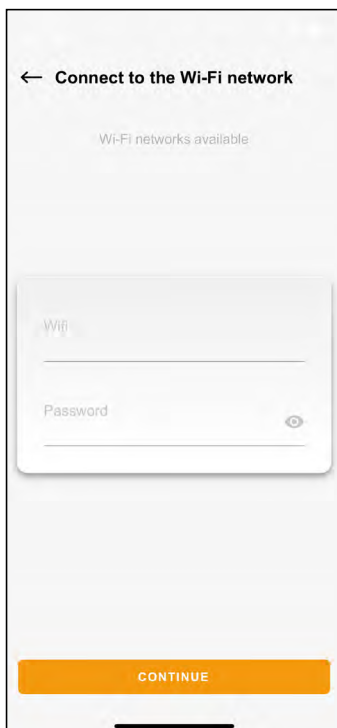 Connect to the Wi-Fi network
Wi-Fi networks available
Wifi
Password
CONTINUE